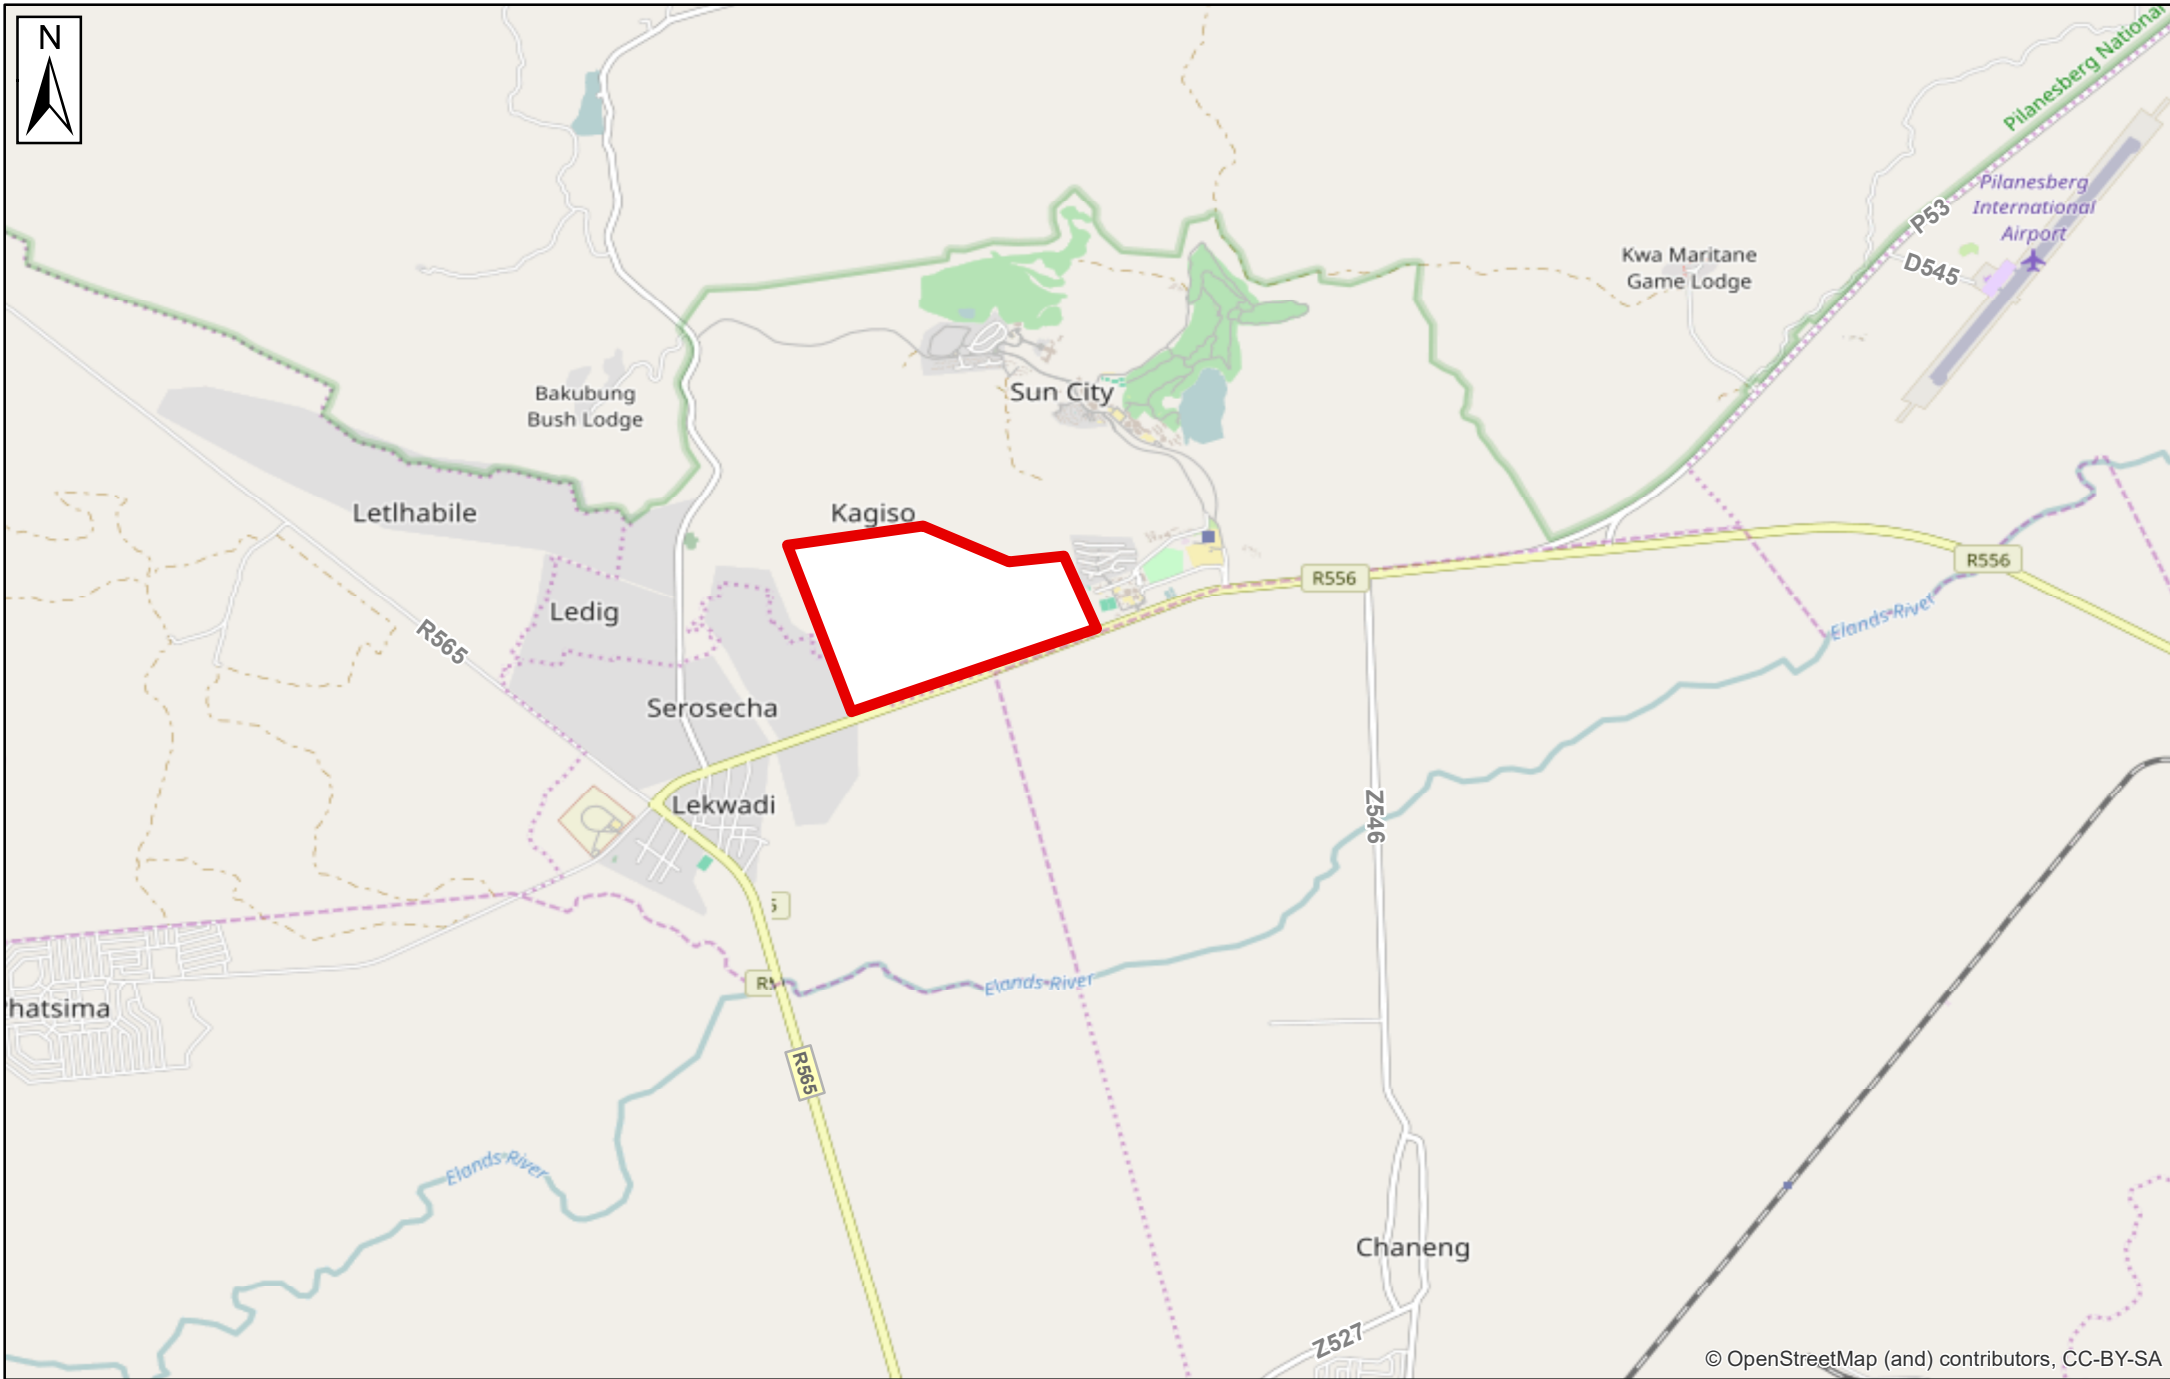 N
Pilanesberg National
Pilanesberg
International
Airport
P53
D545
Kwa Maritane
Game Lodge
Sun City
Bakubung
Bush Lodge
Letlhabile
Kagiso
R556
R556
Ledig
Elands River
R565
Serosecha
Lekwadi
Z546
5
Elands River
R5
hatsima
R565
Elands River
Chaneng
Z527
© OpenStreetMap (and) contributors, CC-BY-SA